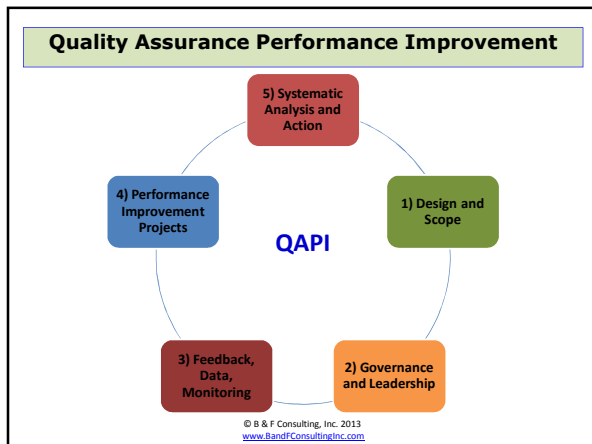 Quality Assurance Performance Improvement
5) Systematic
Analysis and
Action
4) Performance
Improvement
Projects
1) Design and
Scope
QAPI
3) Feedback,
Data,
Monitoring
2) Governance
and Leadership
© B & F Consulting, Inc. 2013
www.BandFConsultingInc.com